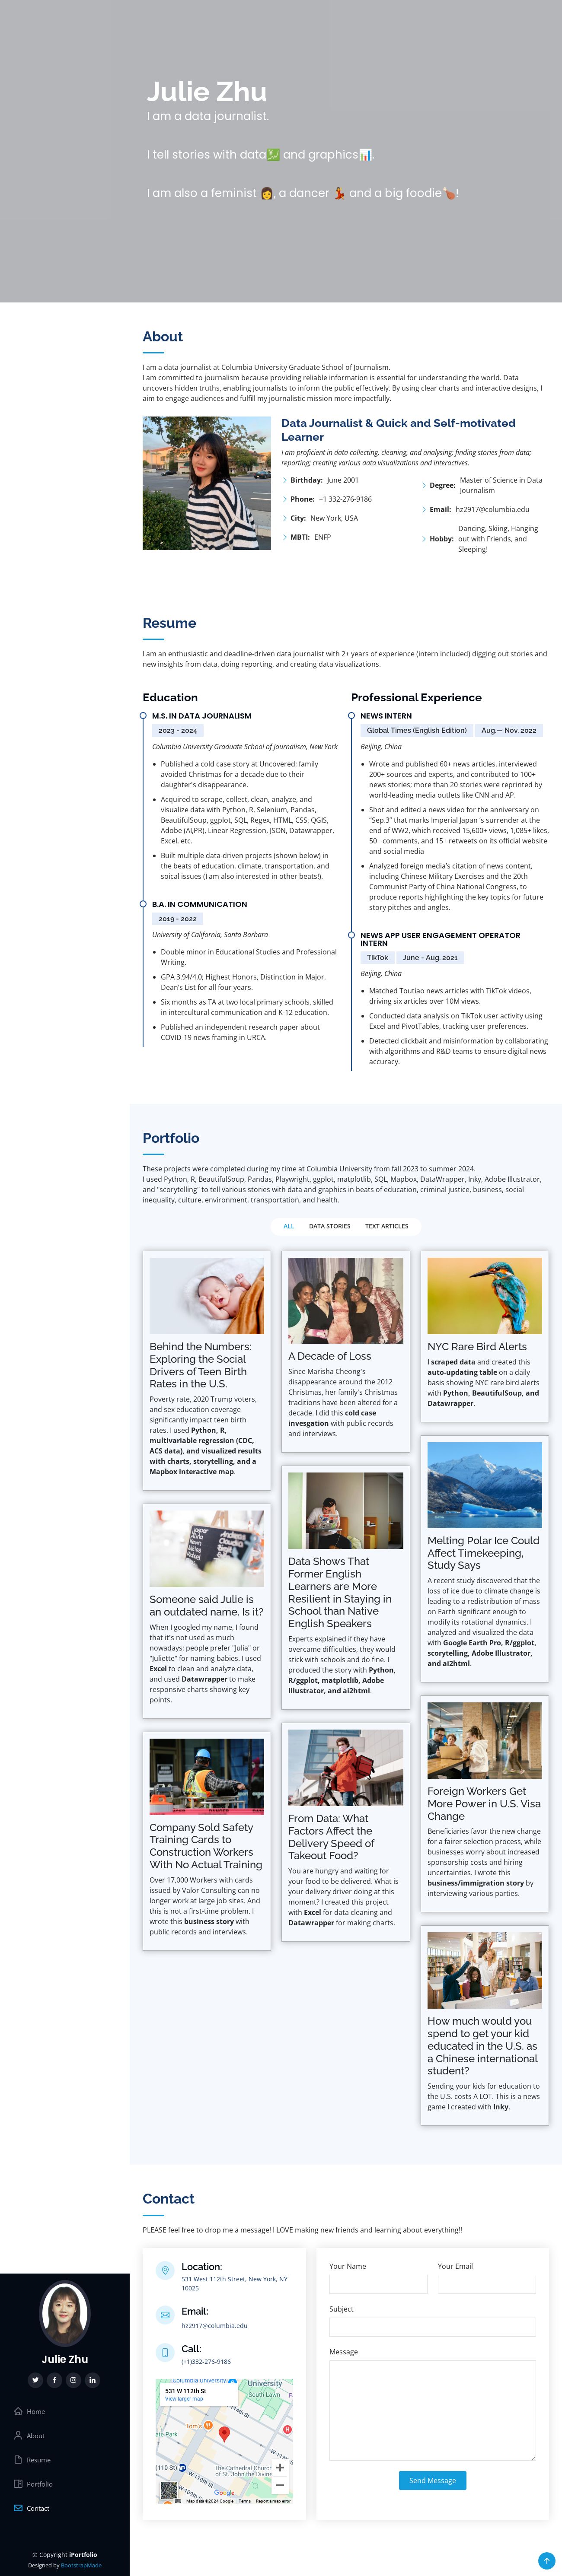 Julie Zhu
I am a data journalist.
I tell stories with data💹 and graphics📊.
I am also a feminist 👩, a dancer 💃 and a big foodie🍗!
About
I am a data journalist at Columbia University Graduate School of Journalism.
I am committed to journalism because providing reliable information is essential for understanding the world. Data
uncovers hidden truths, enabling journalists to inform the public effectively. By using clear charts and interactive designs, I
aim to engage audiences and fulfill my journalistic mission more impactfully.
Data Journalist & Quick and Self-motivated
Learner
I am proficient in data collecting, cleaning, and analysing; finding stories from data;
reporting; creating various data visualizations and interactives.
Birthday: June 2001
Phone: +1 332-276-9186
City: New York, USA
MBTI: ENFP
Degree: Master of Science in Data
Journalism
Email: hz2917@columbia.edu
Hobby: Dancing, Skiing, Hanging
out with Friends, and
Sleeping!
Resume
I am an enthusiastic and deadline-driven data journalist with 2+ years of experience (intern included) digging out stories and
new insights from data, doing reporting, and creating data visualizations.
Education
M.S. IN DATA JOURNALISM
2023 - 2024
Columbia University Graduate School of Journalism, New York
Published a cold case story at Uncovered; family
avoided Christmas for a decade due to their
daughter's disappearance.
Acquired to scrape, collect, clean, analyze, and
visualize data with Python, R, Selenium, Pandas,
BeautifulSoup, ggplot, SQL, Regex, HTML, CSS, QGIS,
Adobe (AI,PR), Linear Regression, JSON, Datawrapper,
Excel, etc.
Built multiple data-driven projects (shown below) in
the beats of education, climate, transportation, and
soical issues (I am also interested in other beats!).
B.A. IN COMMUNICATION
2019 - 2022
University of California, Santa Barbara
Double minor in Educational Studies and Professional
Writing.
GPA 3.94/4.0; Highest Honors, Distinction in Major,
Dean's List for all four years.
Six months as TA at two local primary schools, skilled
in intercultural communication and K-12 education.
Published an independent research paper about
COVID-19 news framing in URCA.
Professional Experience
NEWS INTERN
Global Times (English Edition) Aug.— Nov. 2022
Beijing, China
Wrote and published 60+ news articles, interviewed
200+ sources and experts, and contributed to 100+
news stories; more than 20 stories were reprinted by
world-leading media outlets like CNN and AP.
Shot and edited a news video for the anniversary on
“Sep.3” that marks Imperial Japan 's surrender at the
end of WW2, which received 15,600+ views, 1,085+ likes,
50+ comments, and 15+ retweets on its official website
and social media
Analyzed foreign media's citation of news content,
including Chinese Military Exercises and the 20th
Communist Party of China National Congress, to
produce reports highlighting the key topics for future
story pitches and angles.
NEWS APP USER ENGAGEMENT OPERATOR
INTERN
TikTok June - Aug. 2021
Beijing, China
Matched Toutiao news articles with TikTok videos,
driving six articles over 10M views.
Conducted data analysis on TikTok user activity using
Excel and PivotTables, tracking user preferences.
Detected clickbait and misinformation by collaborating
with algorithms and R&D teams to ensure digital news
accuracy.
Portfolio
These projects were completed during my time at Columbia University from fall 2023 to summer 2024.
I used Python, R, BeautifulSoup, Pandas, Playwright, ggplot, matplotlib, SQL, Mapbox, DataWrapper, Inky, Adobe Illustrator,
and "scorytelling" to tell various stories with data and graphics in beats of education, criminal justice, business, social
inequality, culture, environment, transportation, and health.
ALL DATA STORIES TEXT ARTICLES
Behind the Numbers:
Exploring the Social
Drivers of Teen Birth
Rates in the U.S.
Poverty rate, 2020 Trump voters,
and sex education coverage
significantly impact teen birth
rates. I used Python, R,
multivariable regression (CDC,
ACS data), and visualized results
with charts, storytelling, and a
Mapbox interactive map.
Someone said Julie is
an outdated name. Is it?
When I googled my name, I found
that it's not used as much
nowadays; people prefer "Julia" or
"Juliette" for naming babies. I used
Excel to clean and analyze data,
and used Datawrapper to make
responsive charts showing key
points.
Company Sold Safety
Training Cards to
Construction Workers
With No Actual Training
Over 17,000 Workers with cards
issued by Valor Consulting can no
longer work at large job sites. And
this is not a first-time problem. I
wrote this business story with
public records and interviews.
A Decade of Loss
Since Marisha Cheong's
disappearance around the 2012
Christmas, her family's Christmas
traditions have been altered for a
decade. I did this cold case
invesgation with public records
and interviews.
Data Shows That
Former English
Learners are More
Resilient in Staying in
School than Native
English Speakers
Experts explained if they have
overcame difficulties, they would
stick with schools and do fine. I
produced the story with Python,
R/ggplot, matplotlib, Adobe
Illustrator, and ai2html.
From Data: What
Factors Affect the
Delivery Speed of
Takeout Food?
You are hungry and waiting for
your food to be delivered. What is
your delivery driver doing at this
moment? I created this project
with Excel for data cleaning and
Datawrapper for making charts.
NYC Rare Bird Alerts
I scraped data and created this
auto-updating table on a daily
basis showing NYC rare bird alerts
with Python, BeautifulSoup, and
Datawrapper.
Melting Polar Ice Could
Affect Timekeeping,
Study Says
A recent study discovered that the
loss of ice due to climate change is
leading to a redistribution of mass
on Earth significant enough to
modify its rotational dynamics. I
analyzed and visualized the data
with Google Earth Pro, R/ggplot,
scorytelling, Adobe Illustrator,
and ai2html.
Foreign Workers Get
More Power in U.S. Visa
Change
Beneficiaries favor the new change
for a fairer selection process, while
businesses worry about increased
sponsorship costs and hiring
uncertainties. I wrote this
business/immigration story by
interviewing various parties.
How much would you
spend to get your kid
educated in the U.S. as
a Chinese international
student?
Sending your kids for education to
the U.S. costs A LOT. This is a news
game I created with Inky.
Contact
PLEASE feel free to drop me a message! I LOVE making new friends and learning about everything!!
Location:
531 West 112th Street, New York, NY
10025
Email:
hz2917@columbia.edu
Call:
(+1)332-276-9186
531 W 112th St
View larger map
University
South Lawn
Tom's
The Cathedral Church
of St. John the Divine
(110 St)
Google
Map data ©2024 Google Terms Report a map error
Your Name
Your Email
Subject
Message
Send Message
Julie Zhu
Home
About
Resume
Portfolio
Contact
© Copyright iPortfolio
Designed by BootstrapMade